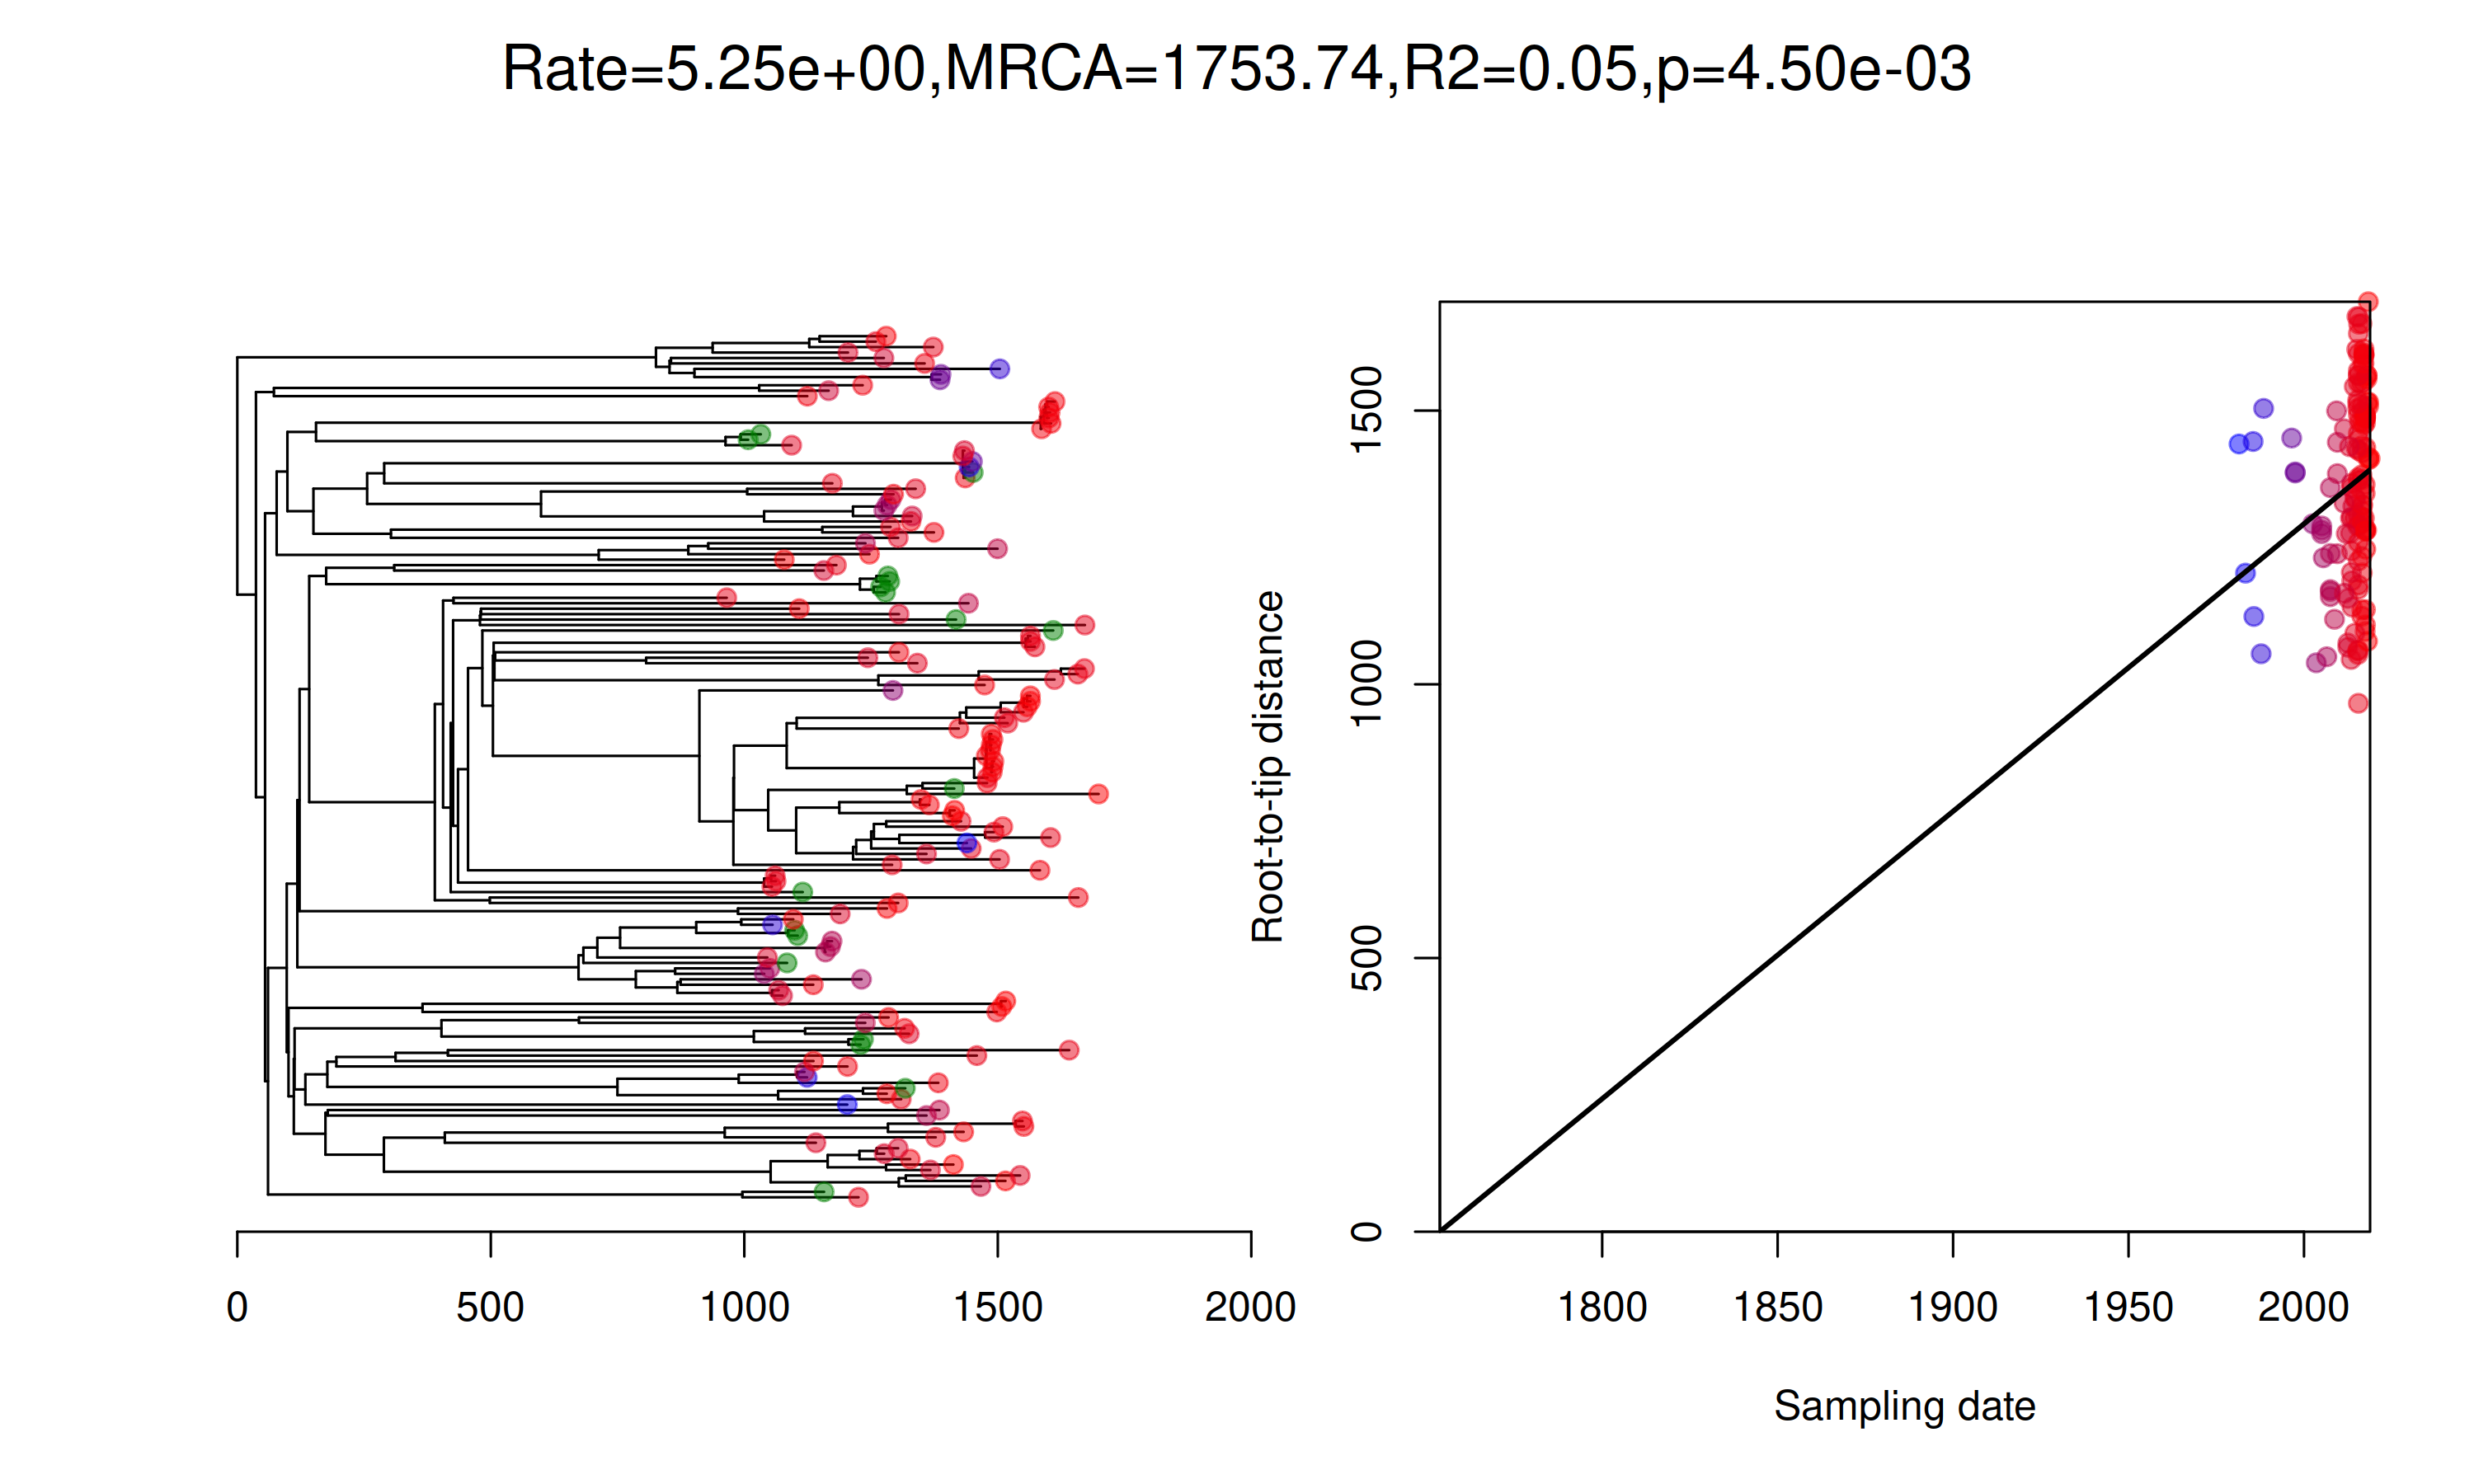 Rate=5.25e+00,MRCA=1753.74,R2=0.05,p=4.50e-03
0 500 1000 1500 2000
Root-to-tip distance
0 500 1000 1500
1800 1850 1900 1950 2000
Sampling date